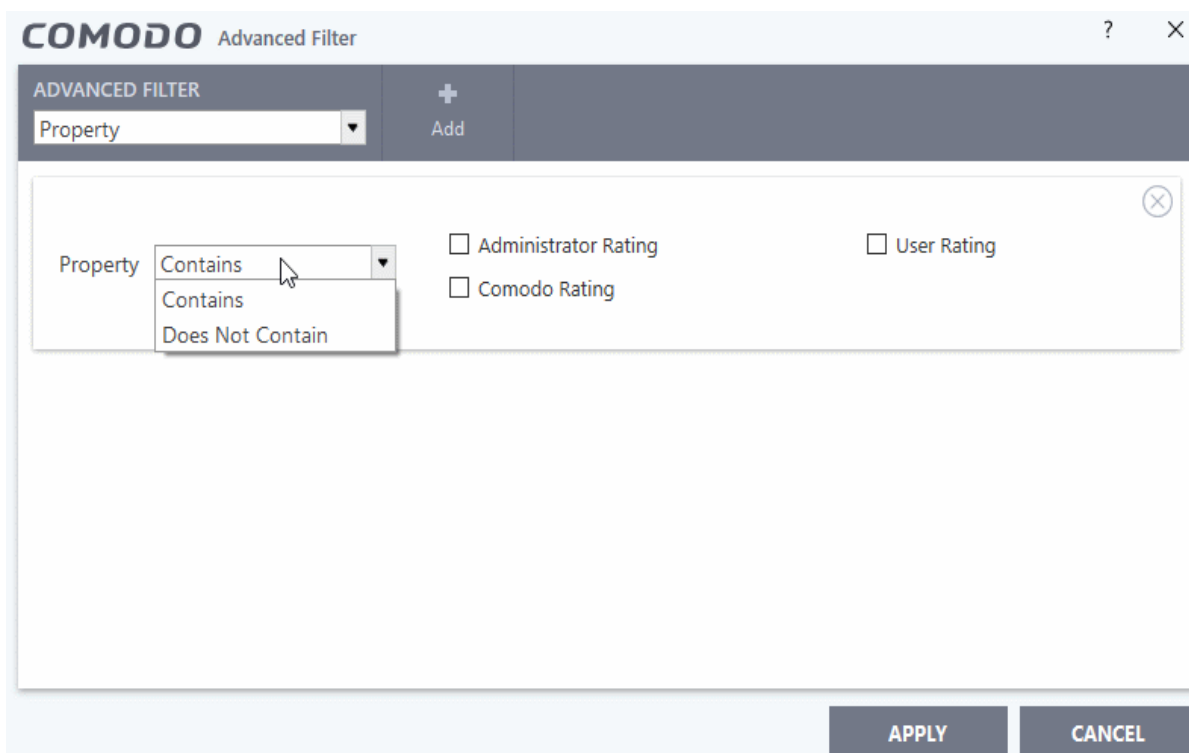 COMODO Advanced Filter ?
ADVANCED FILTER
Property
Add
Property Contains
Contains
Does Not Contain
Administrator Rating User Rating
Comodo Rating
APPLY CANCEL